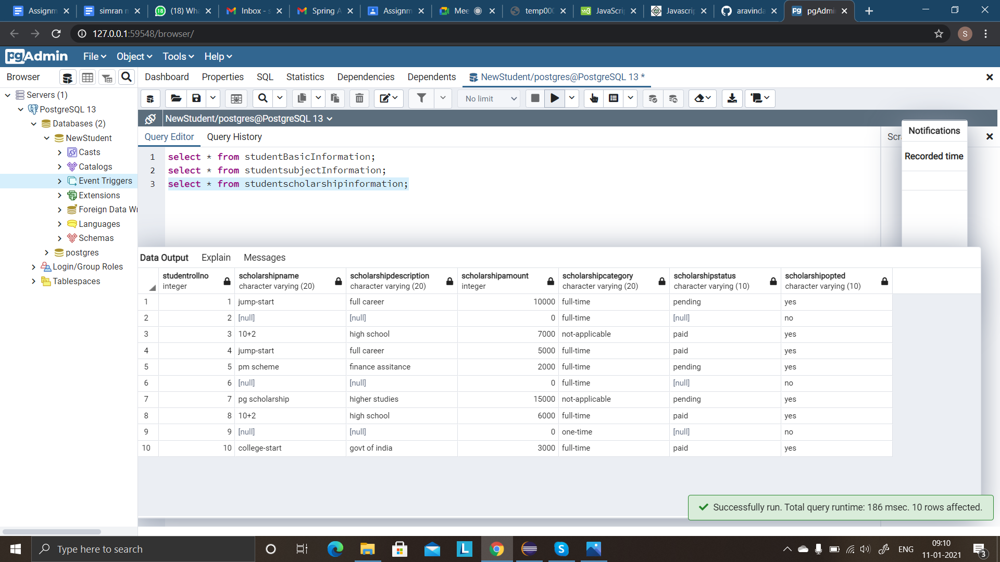 Assignm
simran n
(18) Wha
Inbox - s
Spring A
Assignm
Mee
temp000
JavaScri
Javascrip
aravinda
pgAdmi
127.0.0.1:59548/browser/
S
pgAdmin
File
Object
Tools
Help
Browser
Dashboard
Properties
SQL
Statistics
Dependencies
Dependents
NewStudent/postgres@PostgreSQL 13 *
Servers (1)
PostgreSQL 13
Databases (2)
NewStudent
Casts
Catalogs
Event Triggers
Extensions
Foreign Data Wr
Languages
Schemas
postgres
Login/Group Roles
Tablespaces
No limit
NewStudent/postgres@PostgreSQL 13
Query Editor
Query History
Scr
Notifications
Recorded time
1 select * from studentBasicInformation;
2 select * from studentsubjectInformation;
3 select * from studentscholarshipinformation;
Data Output
Explain
Messages
studentrollno integer
scholarshipname character varying (20)
scholarshipdescription character varying (20)
scholarshipamount integer
scholarshipcategory character varying (20)
scholarshipstatus character varying (10)
scholarshipopted character varying (10)
1 1 jump-start full career 10000 full-time pending yes
2 2 [null] [null] 0 full-time [null] no
3 3 10+2 high school 7000 not-applicable paid yes
4 4 jump-start full career 5000 full-time paid yes
5 5 pm scheme finance assitance 2000 full-time pending yes
6 6 [null] [null] 0 full-time [null] no
7 7 pg scholarship higher studies 15000 not-applicable pending yes
8 8 10+2 high school 6000 full-time paid yes
9 9 [null] [null] 0 one-time [null] no
10 10 college-start govt of india 3000 full-time paid yes
Successfully run. Total query runtime: 186 msec. 10 rows affected.
Type here to search
ENG
09:10
11-01-2021
3